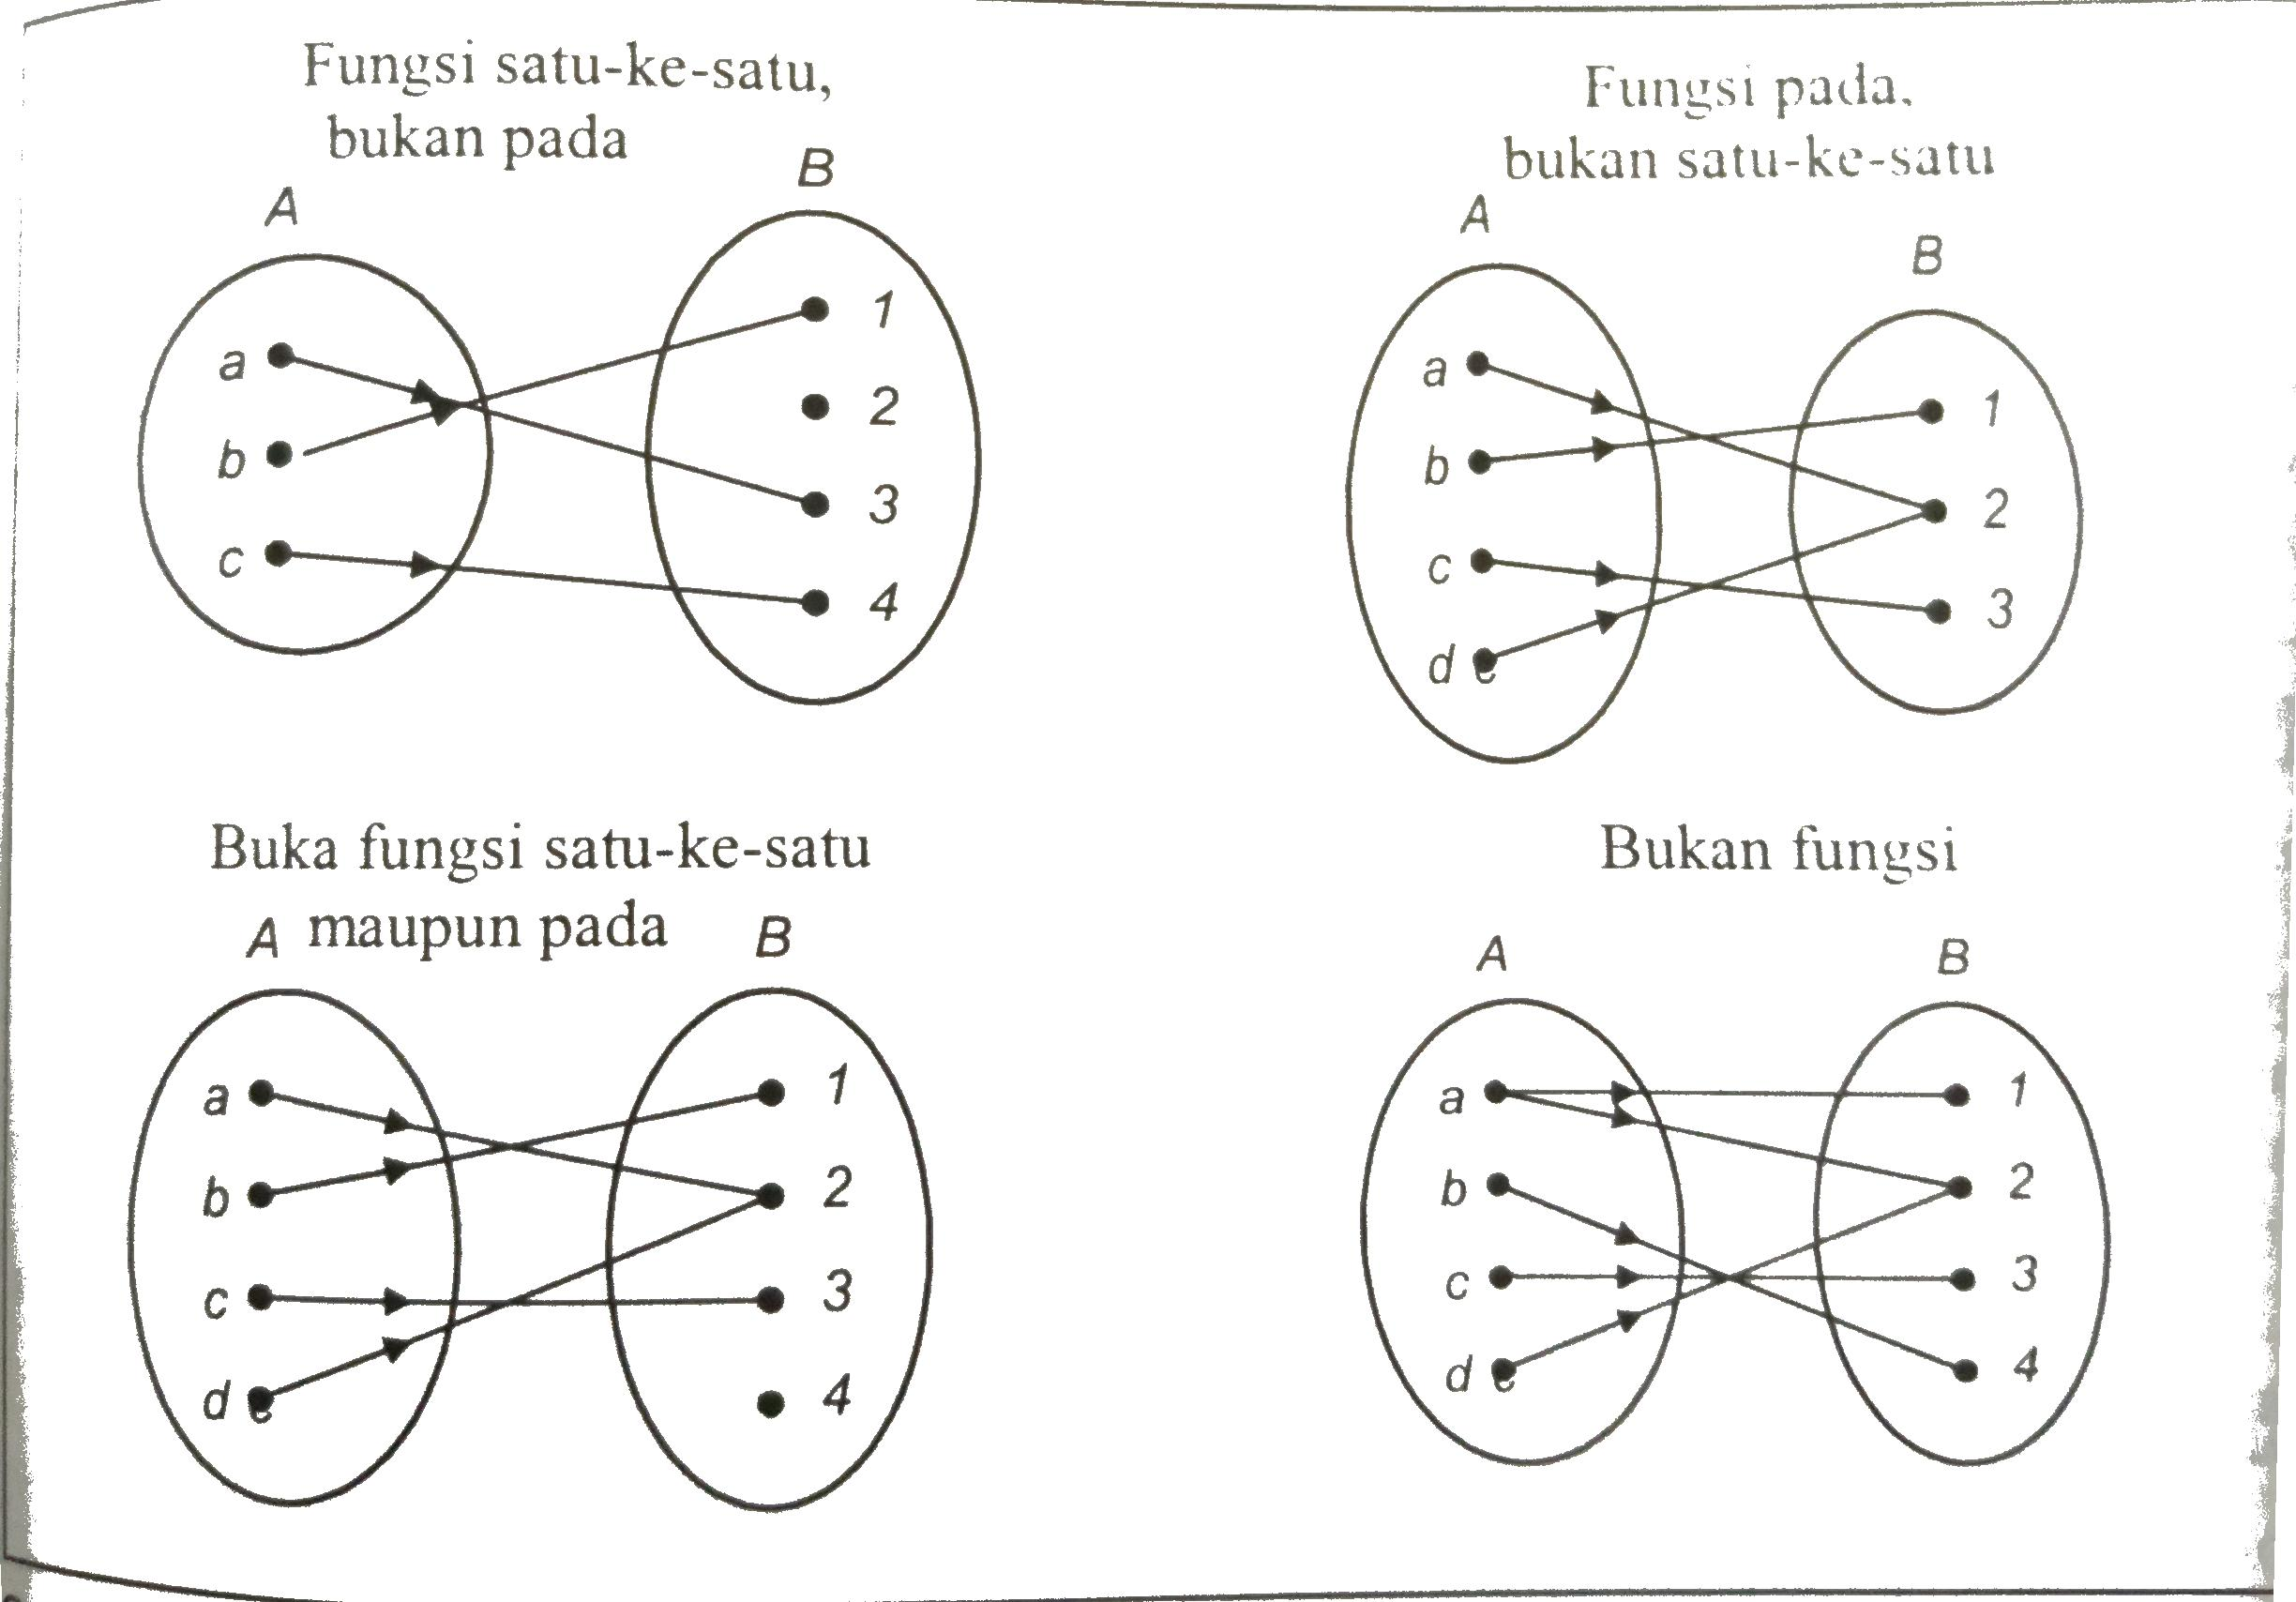 Fungsi satu-ke-satu,
bukan pada
A
B
a
b
c
1
2
3
4
Fungsi pada,
bukan satu-ke-satu
A
B
a
b
c
d
1
2
3
Buka fungsi satu-ke-satu
A maupun pada B
a
b
c
d
1
2
3
4
Bukan fungsi
A
B
a
b
c
d
1
2
3
4